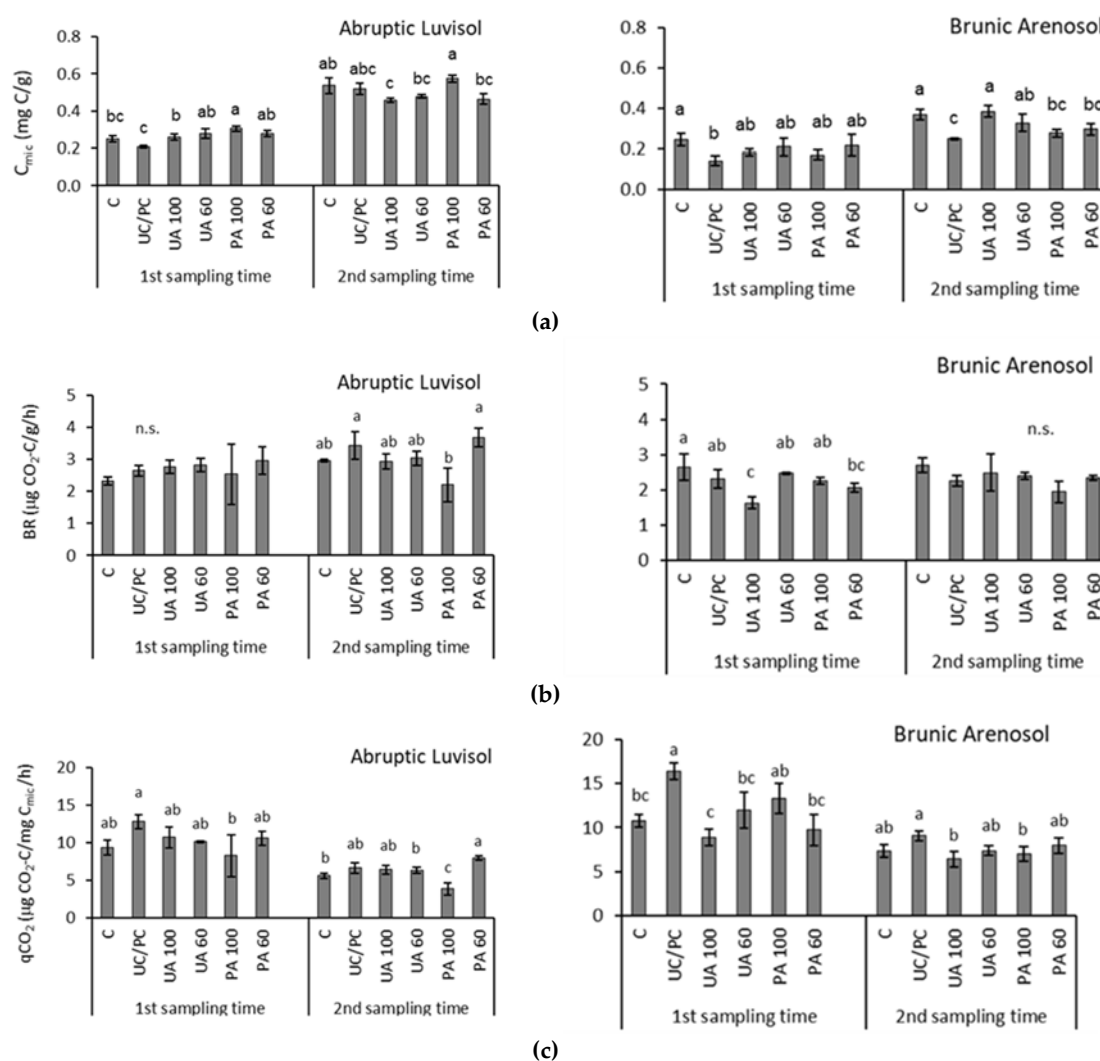 Abruptic Luvisol
C_mic (mg C/g)
0.8
0.6
0.4
0.2
0.0
bc c b ab a ab
ab abc c bc a bc
C UC/PC UA 100 UA 60 PA 100 PA 60
C UC/PC UA 100 UA 60 PA 100 PA 60
1st sampling time 2nd sampling time
Brunic Arenosol
0.8
0.6
0.4
0.2
0.0
a b ab ab ab ab
a c a ab bc bc
C UC/PC UA 100 UA 60 PA 100 PA 60
C UC/PC UA 100 UA 60 PA 100 PA 60
1st sampling time 2nd sampling time
(a)
Abruptic Luvisol
BR (µg CO₂-C/g/h)
5
4
3
2
1
0
n.s.
ab a ab ab b a
C UC/PC UA 100 UA 60 PA 100 PA 60
C UC/PC UA 100 UA 60 PA 100 PA 60
1st sampling time 2nd sampling time
Brunic Arenosol
5
4
3
2
1
0
a ab c ab ab bc
n.s.
C UC/PC UA 100 UA 60 PA 100 PA 60
C UC/PC UA 100 UA 60 PA 100 PA 60
1st sampling time 2nd sampling time
(b)
Abruptic Luvisol
qCO₂ (µg CO₂-C/mg C_mic/h)
20
15
10
5
0
ab a ab ab b ab
b ab ab b c a
C UC/PC UA 100 UA 60 PA 100 PA 60
C UC/PC UA 100 UA 60 PA 100 PA 60
1st sampling time 2nd sampling time
Brunic Arenosol
20
15
10
5
0
bc a c bc ab bc
ab a b ab b ab
C UC/PC UA 100 UA 60 PA 100 PA 60
C UC/PC UA 100 UA 60 PA 100 PA 60
1st sampling time 2nd sampling time
(c)